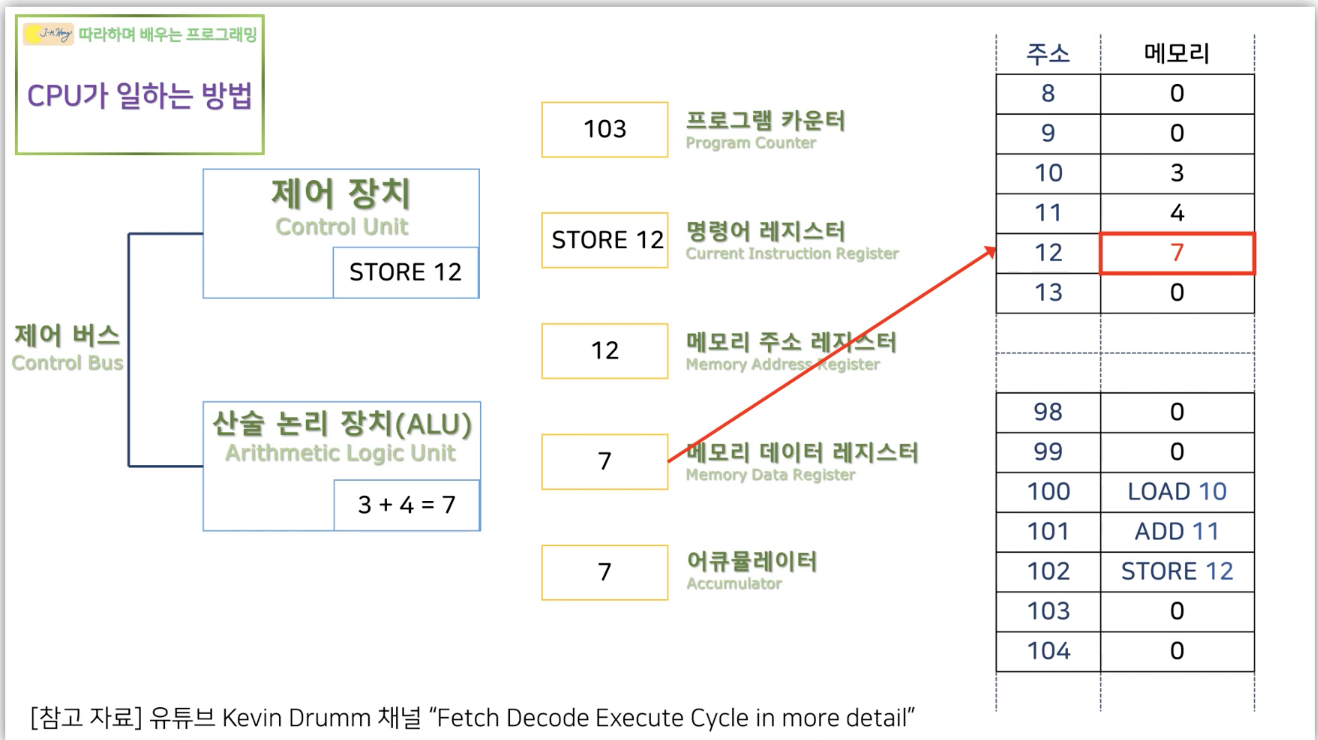 J-H.Hong 따라하며 배우는 프로그래밍
CPU가 일하는 방법
제어 장치
Control Unit
STORE 12
제어 버스
Control Bus
산술 논리 장치(ALU)
Arithmetic Logic Unit
3 + 4 = 7
103
프로그램 카운터
Program Counter
STORE 12
명령어 레지스터
Current Instruction Register
12
메모리 주소 레지스터
Memory Address Register
7
메모리 데이터 레지스터
Memory Data Register
7
어큐뮬레이터
Accumulator
주소 메모리
8 0
9 0
10 3
11 4
12 7
13 0
98 0
99 0
100 LOAD 10
101 ADD 11
102 STORE 12
103 0
104 0
[참고 자료] 유튜브 Kevin Drumm 채널 “Fetch Decode Execute Cycle in more detail”